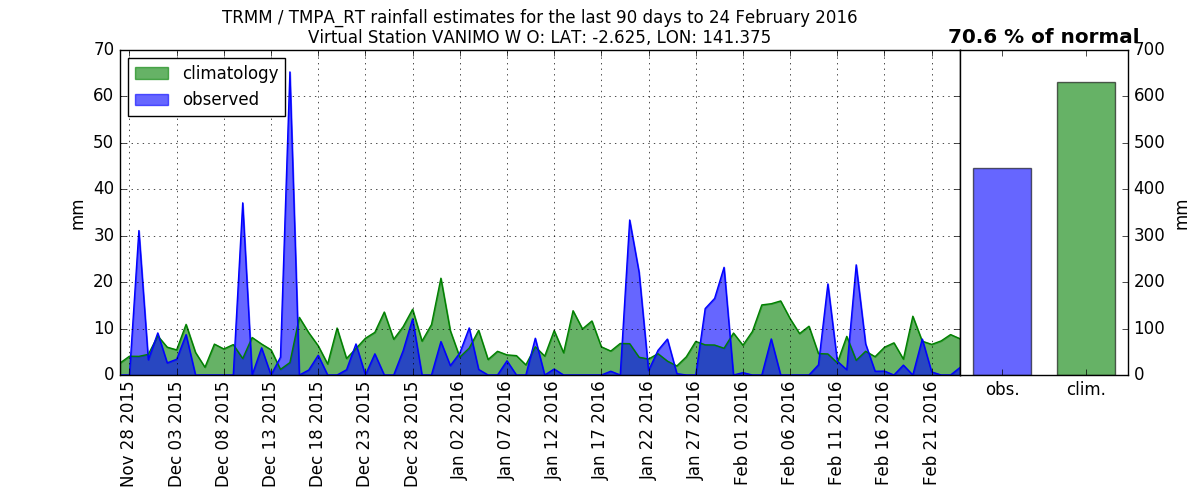 TRMM / TMPA_RT rainfall estimates for the last 90 days to 24 February 2016
Virtual Station VANIMO W O: LAT: -2.625, LON: 141.375
70.6 % of normal
climatology
observed
70
60
50
40
30
20
10
0
mm
Nov 28 2015
Dec 03 2015
Dec 08 2015
Dec 13 2015
Dec 18 2015
Dec 23 2015
Dec 28 2015
Jan 02 2016
Jan 07 2016
Jan 12 2016
Jan 17 2016
Jan 22 2016
Jan 27 2016
Feb 01 2016
Feb 06 2016
Feb 11 2016
Feb 16 2016
Feb 21 2016
obs.
clim.
700
600
500
400
300
200
100
0
mm